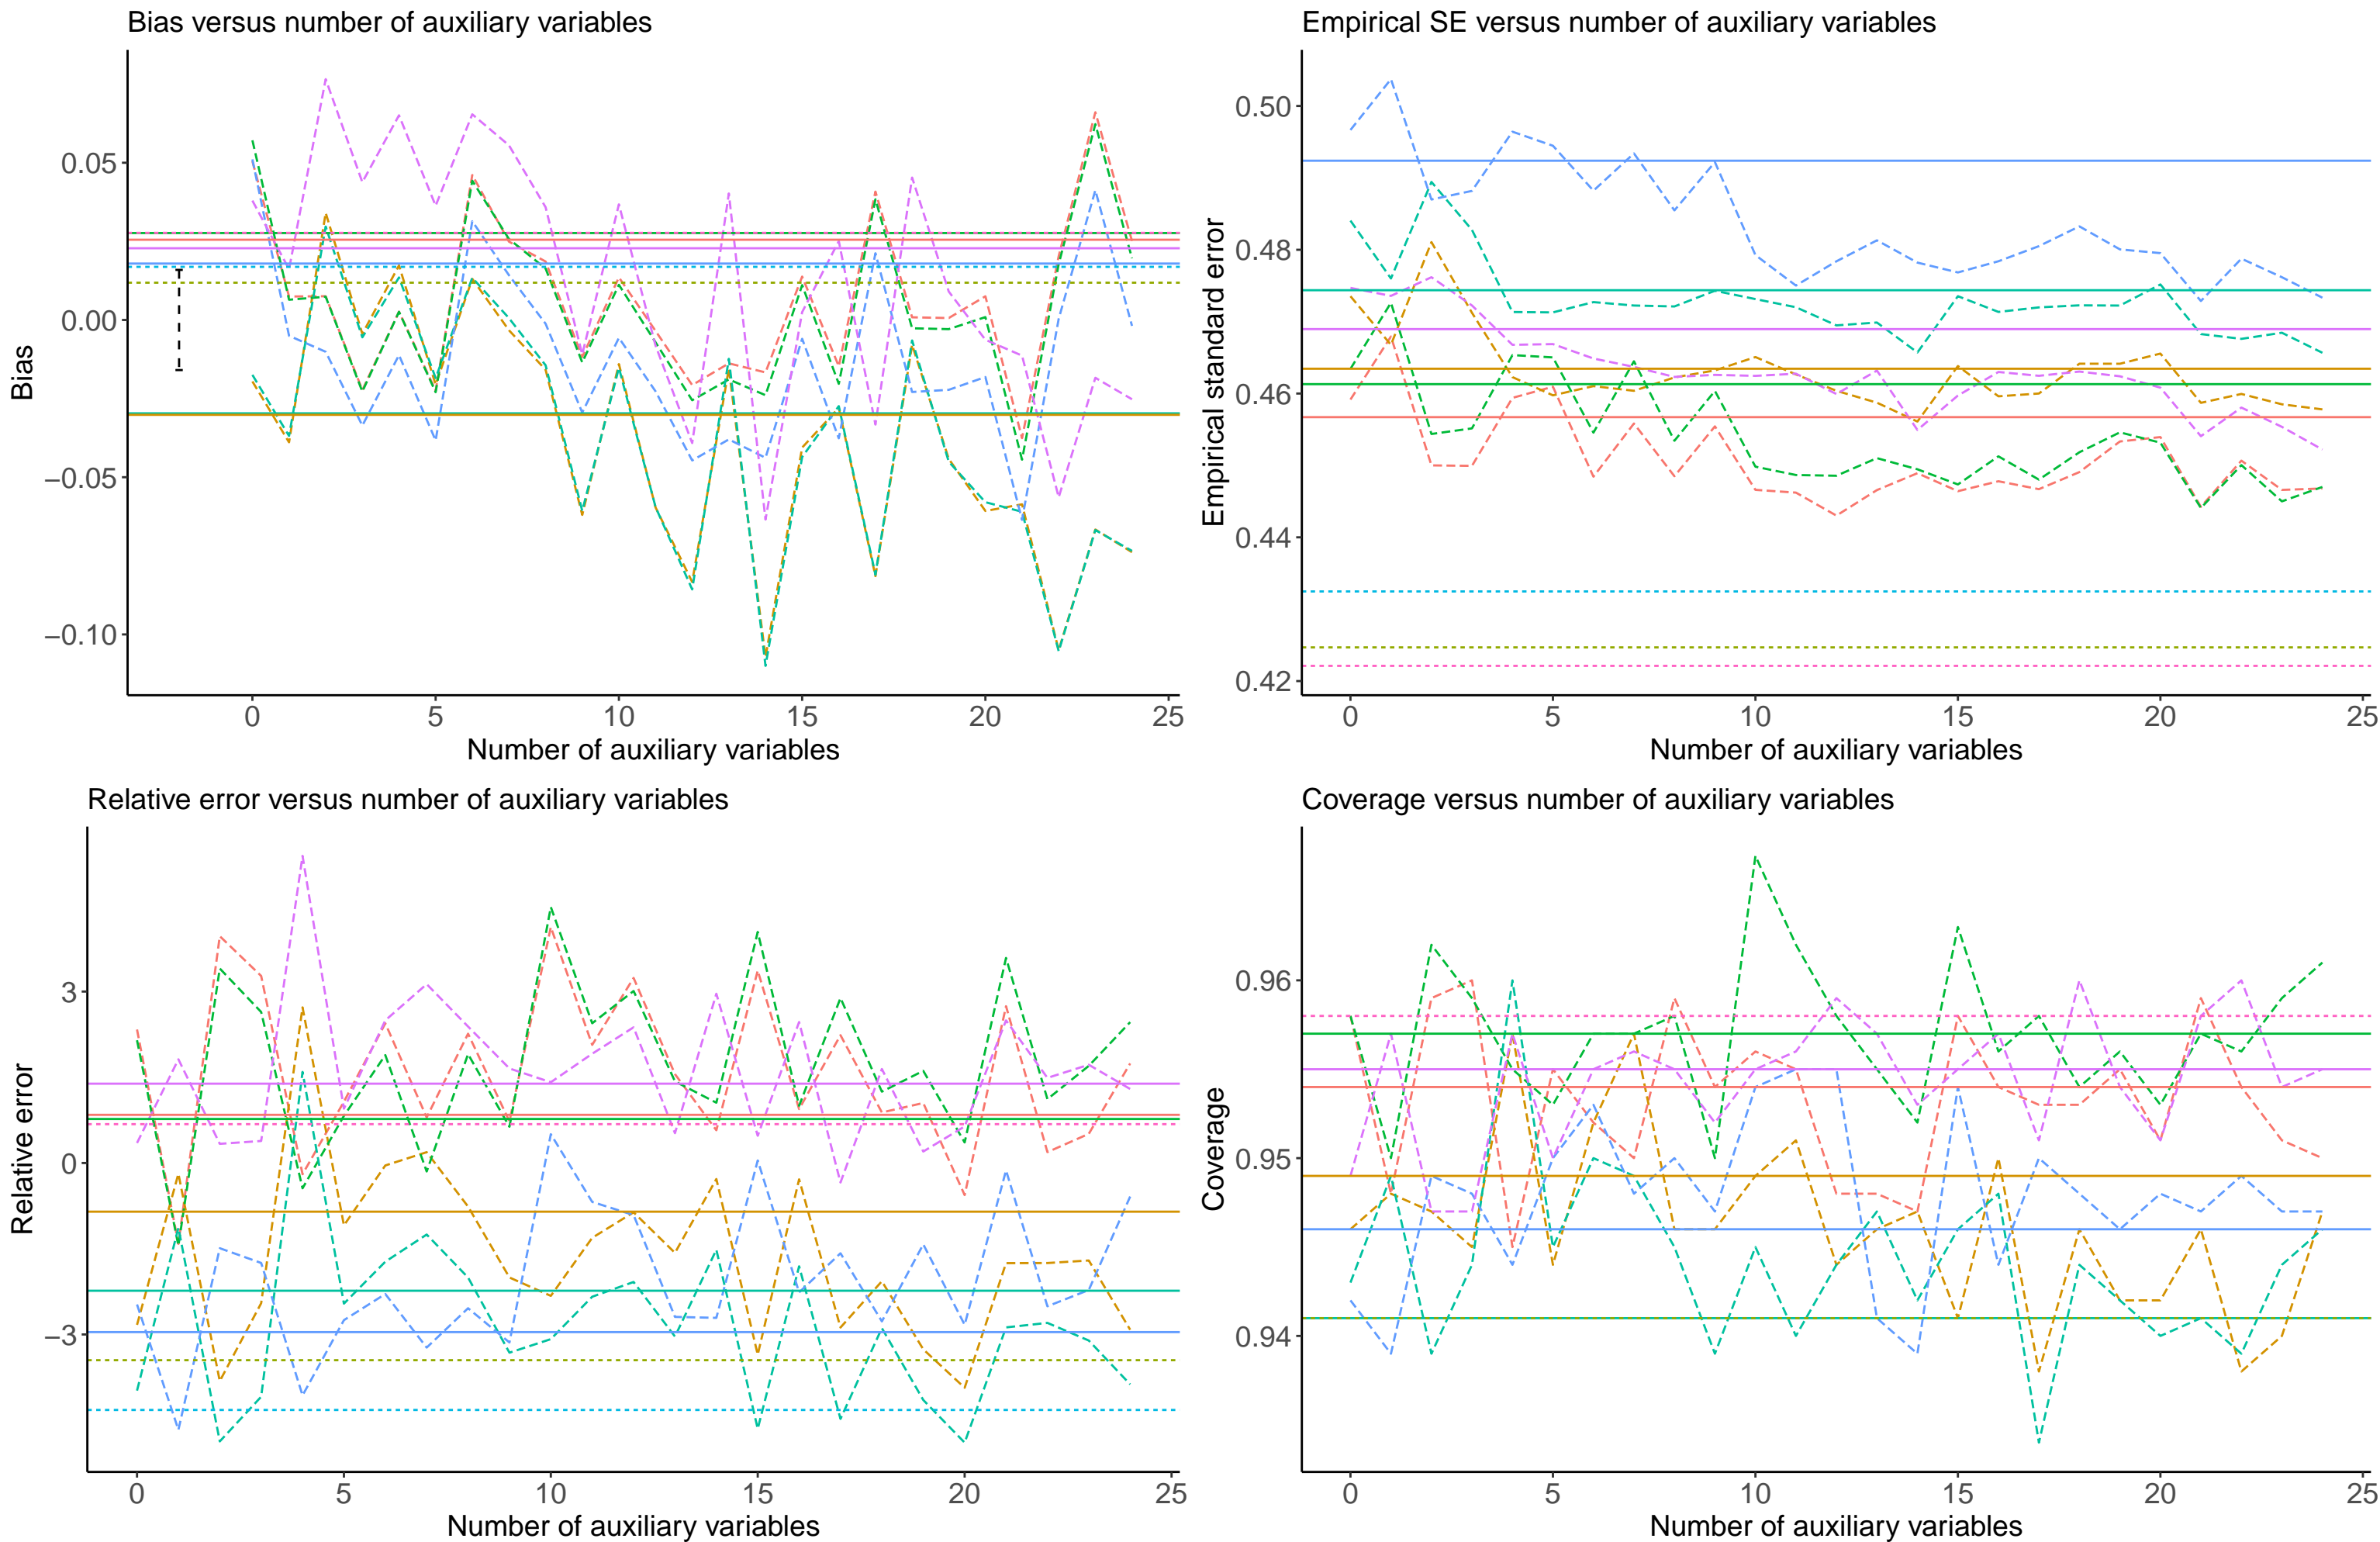 Bias versus number of auxiliary variables
0.05
0.00
−0.05
−0.10
Bias
0 5 10 15 20 25
Number of auxiliary variables
Empirical SE versus number of auxiliary variables
0.50
0.48
0.46
0.44
0.42
Empirical standard error
0 5 10 15 20 25
Number of auxiliary variables
Relative error versus number of auxiliary variables
3
0
−3
Relative error
0 5 10 15 20 25
Number of auxiliary variables
Coverage versus number of auxiliary variables
0.96
0.95
0.94
Coverage
0 5 10 15 20 25
Number of auxiliary variables